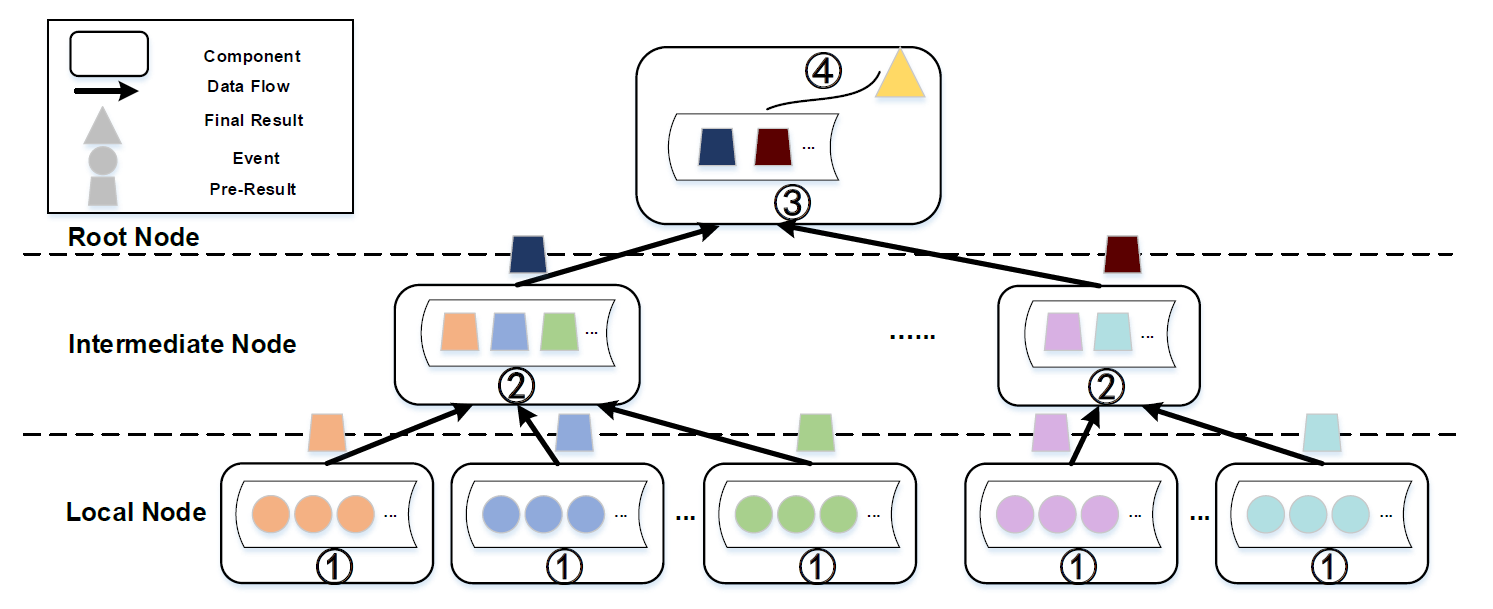 Component
Data Flow
Final Result
Event
Pre-Result
④
...
③
Root Node
Intermediate Node
...
②
......
...
②
Local Node
...
①
...
①
...
...
①
...
①
...
...
①